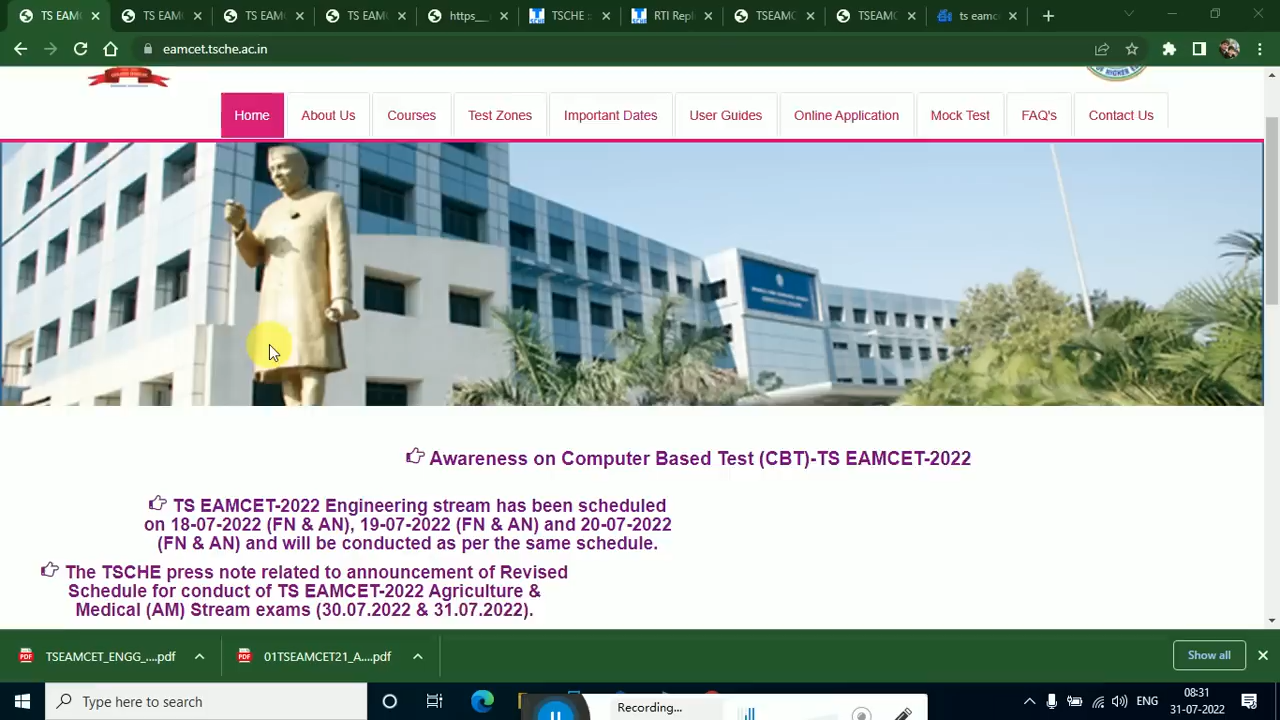 TS EAM
TS EAMC
TS EAM
TS EAM
https__
TSCHE ::
RTI Repli
TSEAMC
TSEAMC
ts eamc
eamcet.tsche.ac.in
Home
About Us
Courses
Test Zones
Important Dates
User Guides
Online Application
Mock Test
FAQ's
Contact Us
Awareness on Computer Based Test (CBT)-TS EAMCET-2022
TS EAMCET-2022 Engineering stream has been scheduled
on 18-07-2022 (FN & AN), 19-07-2022 (FN & AN) and 20-07-2022
(FN & AN) and will be conducted as per the same schedule.
The TSCHE press note related to announcement of Revised
Schedule for conduct of TS EAMCET-2022 Agriculture &
Medical (AM) Stream exams (30.07.2022 & 31.07.2022).
TSEAMCET_ENGG_....pdf
01TSEAMCET21_A....pdf
Show all
Type here to search
Recording...
ENG
08:31
31-07-2022